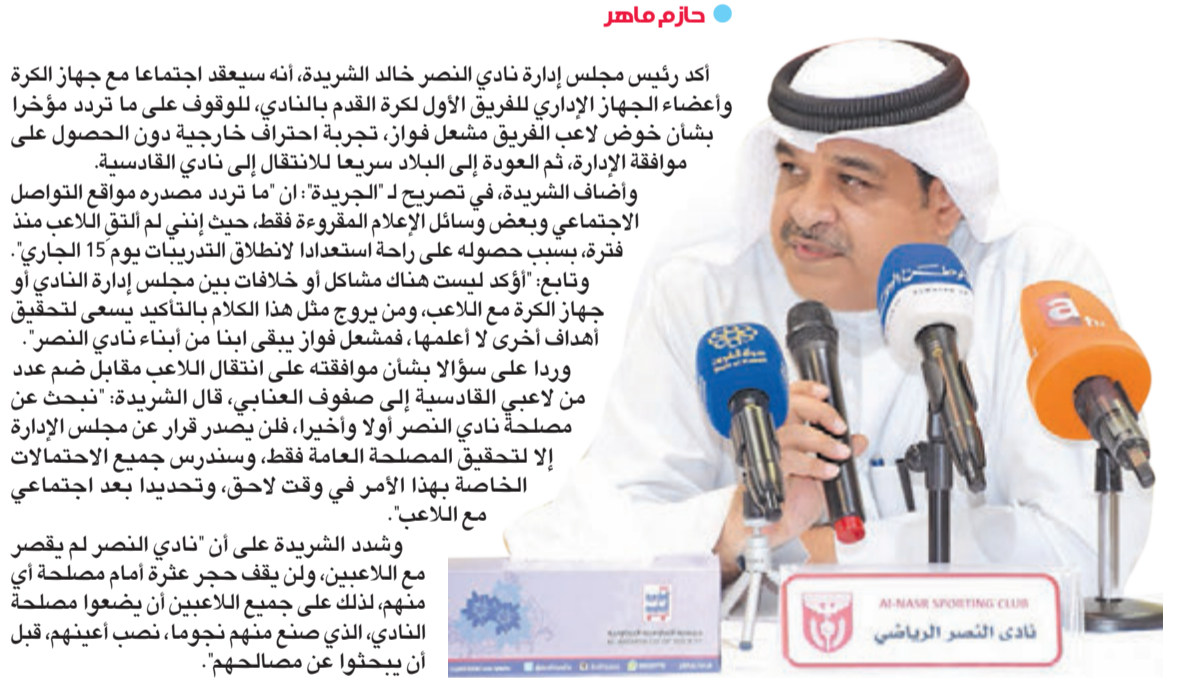 حازم ماهر
أكد رئيس مجلس إدارة نادي النصر خالد الشريدة، أنه سيعقد اجتماعا مع جهاز الكرة
وأعضاء الجهاز الإداري للفريق الأول لكرة القدم بالنادي، للوقوف على ما تردد مؤخرا
بشأن خوض لاعب الفريق مشعل فواز، تجربة احتراف خارجية دون الحصول على
موافقة الإدارة، ثم العودة إلى البلاد سريعا للانتقال إلى نادي القادسية.
وأضاف الشريدة، في تصريح لـ "الجريدة": ان "ما تردد مصدره مواقع التواصل
الاجتماعي وبعض وسائل الإعلام المقروءة فقط، حيث إنني لم ألتقِ اللاعب منذ
فترة، بسبب حصوله على راحة استعدادا لانطلاق التدريبات يوم 15 الجاري".
وتابع: "أؤكد ليست هناك مشاكل أو خلافات بين مجلس إدارة النادي أو
جهاز الكرة مع اللاعب، ومن يروج مثل هذا الكلام بالتأكيد يسعى لتحقيق
أهداف أخرى لا أعلمها، فمشعل فواز يبقى ابنا من أبناء نادي النصر".
وردا على سؤالا بشأن موافقته على انتقال اللاعب مقابل ضم عدد
من لاعبي القادسية إلى صفوف العنابي، قال الشريدة: "نبحث عن
مصلحة نادي النصر أولا وأخيرا، فلن يصدر قرار عن مجلس الإدارة
إلا لتحقيق المصلحة العامة فقط، وسندرس جميع الاحتمالات
الخاصة بهذا الأمر في وقت لاحق، وتحديدا بعد اجتماعي
مع اللاعب".
وشدد الشريدة على أن "نادي النصر لم يقصر
مع اللاعبين، ولن يقف حجر عثرة أمام مصلحة أي
منهم، لذلك على جميع اللاعبين أن يضعوا مصلحة
النادي، الذي صنع منهم نجوما، نصب أعينهم، قبل
أن يبحثوا عن مصالحهم".
a
tv
Al-NASR SPORTING CLUB
نادى النصر الرياضي